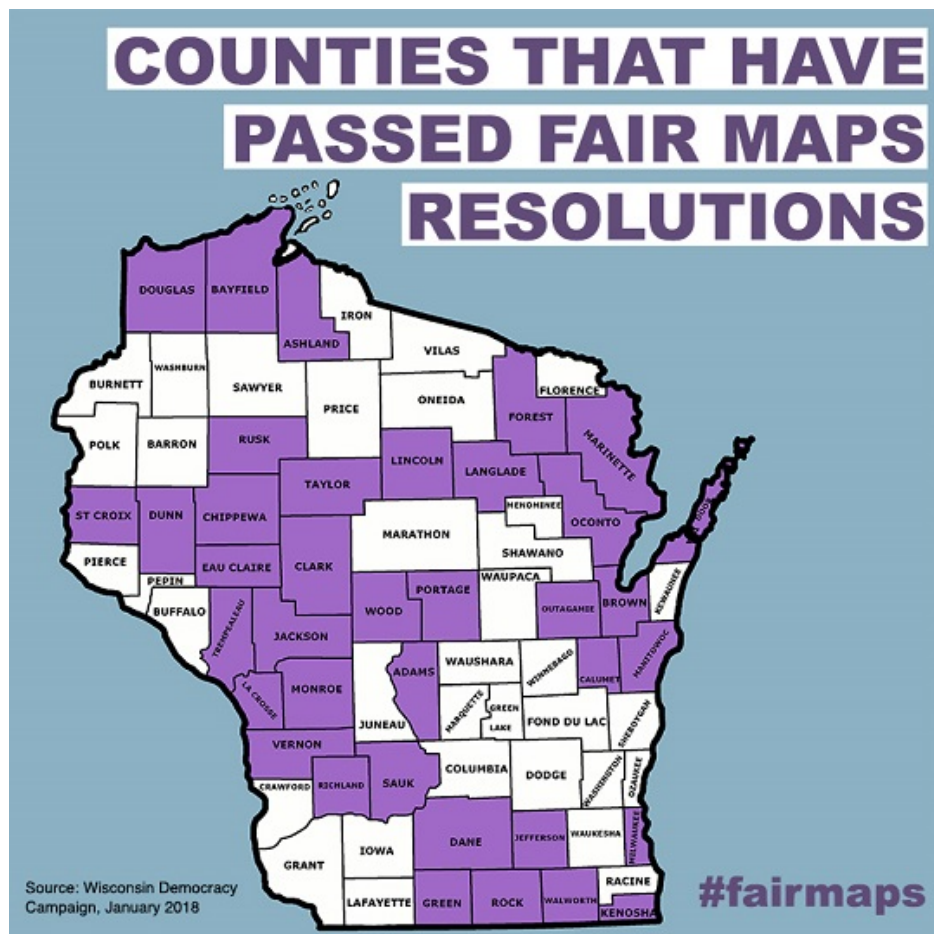 COUNTIES THAT HAVE
PASSED FAIR MAPS
RESOLUTIONS
DOUGLAS
BAYFIELD
IRON
ASHLAND
VILAS
BURNETT
WASHBURN
SAWYER
FLORENCE
PRICE
ONEIDA
FOREST
POLK
BARRON
RUSK
MARINETTE
LINCOLN
LANGLADE
TAYLOR
ST CROIX
DUNN
CHIPPEWA
MENOMINEE
DOOR
OCONTO
MARATHON
SHAWANO
PIERCE
EAU CLAIRE
CLARK
PEPIN
WAUPACA
BUFFALO
WOOD
PORTAGE
OUTAGAMIE
BROWN
KEWAUNEE
TREMPEALEAU
JACKSON
ADAMS
WAUSHARA
WINNEBAGO
CALUMET
MANITOWOC
LA CROSSE
MONROE
JUNEAU
MARQUETTE
GREEN
LAKE
FOND DU LAC
SHEBOYGAN
VERNON
CRAWFORD
RICHLAND
SAUK
COLUMBIA
DODGE
WASHINGTON
OZAUKEE
GRANT
IOWA
DANE
JEFFERSON
WAUKESHA
MILWAUKEE
LAFAYETTE
GREEN
ROCK
WALWORTH
RACINE
KENOSHA
Source: Wisconsin Democracy
Campaign, January 2018
#fairmaps